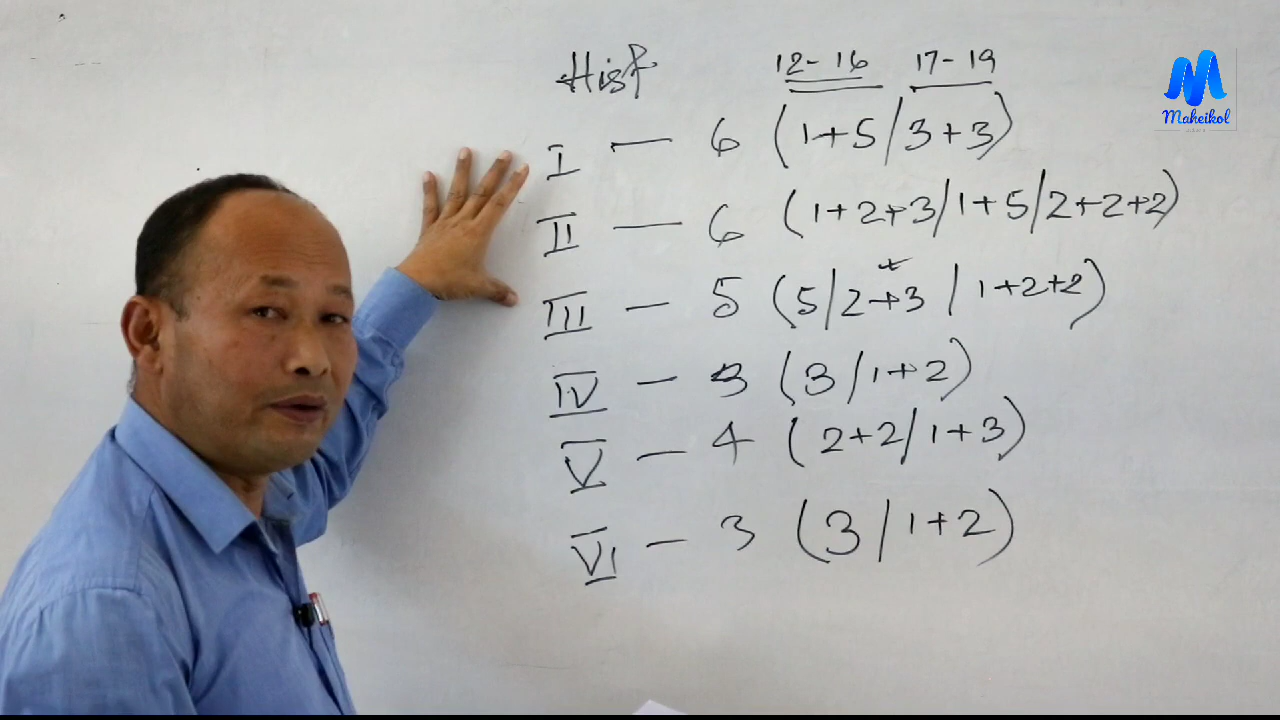 Hist 12-16 17-19
I — 6 (1+5/3+3)
II — 6 (1+2+3/1+5/2+2+2)
III — 5 (5/2+3/1+2+2)
IV — 3 (3/1+2)
V — 4 (2+2/1+3)
VI — 3 (3/1+2)
Maheikol